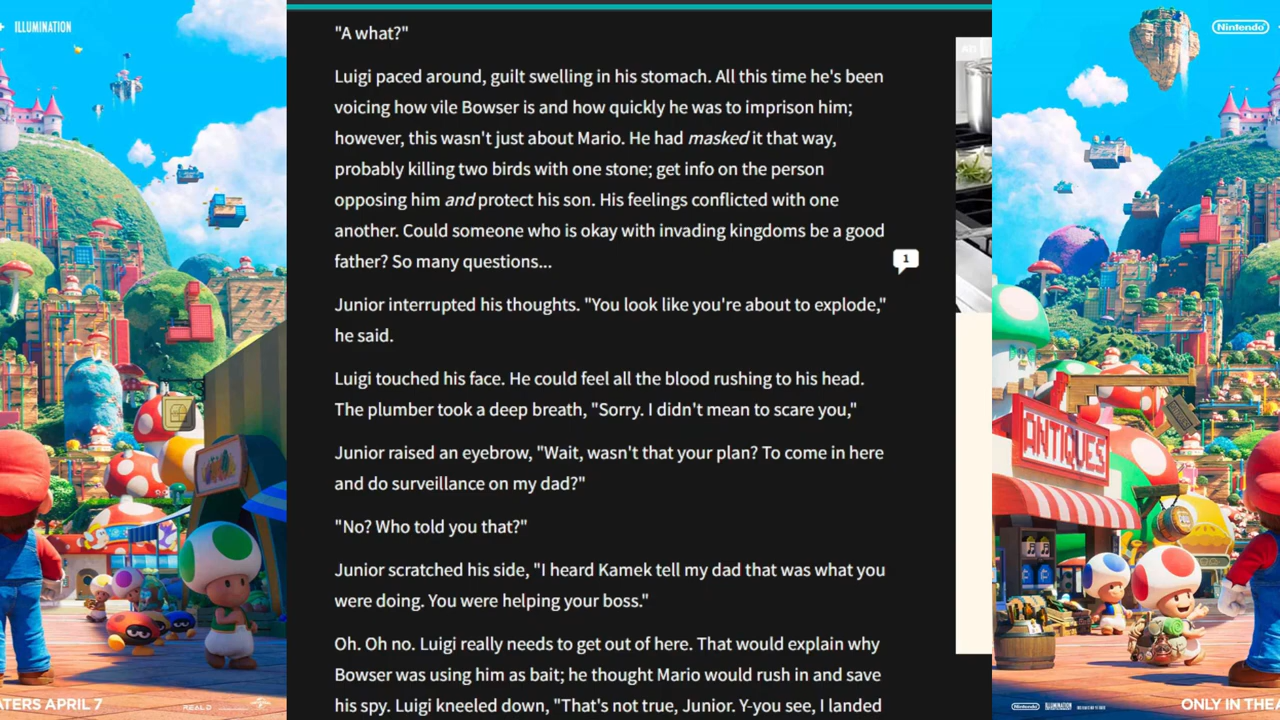 ILLUMINATION
Nintendo
"A what?"
Luigi paced around, guilt swelling in his stomach. All this time he's been
voicing how vile Bowser is and how quickly he was to imprison him;
however, this wasn't just about Mario. He had masked it that way,
probably killing two birds with one stone; get info on the person
opposing him and protect his son. His feelings conflicted with one
another. Could someone who is okay with invading kingdoms be a good
father? So many questions...
1
Junior interrupted his thoughts. "You look like you're about to explode,"
he said.
Luigi touched his face. He could feel all the blood rushing to his head.
The plumber took a deep breath, "Sorry. I didn't mean to scare you,"
Junior raised an eyebrow, "Wait, wasn't that your plan? To come in here
and do surveillance on my dad?"
"No? Who told you that?"
Junior scratched his side, "I heard Kamek tell my dad that was what you
were doing. You were helping your boss."
Oh. Oh no. Luigi really needs to get out of here. That would explain why
Bowser was using him as bait; he thought Mario would rush in and save
his spy. Luigi kneeled down, "That's not true, Junior. Y-you see, I landed
AD
ANTIQUES
ATERS APRIL 7
REAL D
Nintendo
ILLUMINATION
ONLY IN THEA